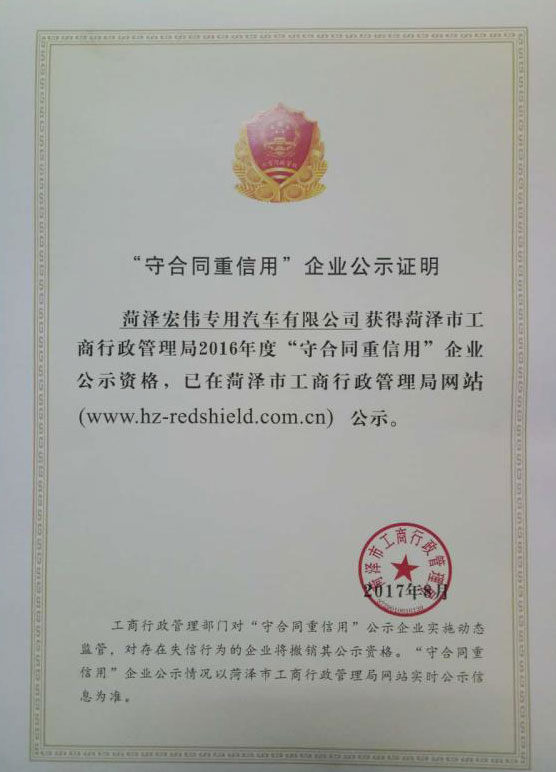 “守合同重信用”企业公示证明
菏泽宏伟专用汽车有限公司获得菏泽市工
商行政管理局2016年度“守合同重信用”企业
公示资格，已在菏泽市工商行政管理局网站
(www.hz-redshield.com.cn) 公示。
菏泽市工商行政管理局
2017年8月
工商行政管理部门对“守合同重信用”公示企业实施动态
监管，对存在失信行为的企业将撤销其公示资格。“守合同重
信用”企业公示情况以菏泽市工商行政管理局网站实时公示信
息为准。